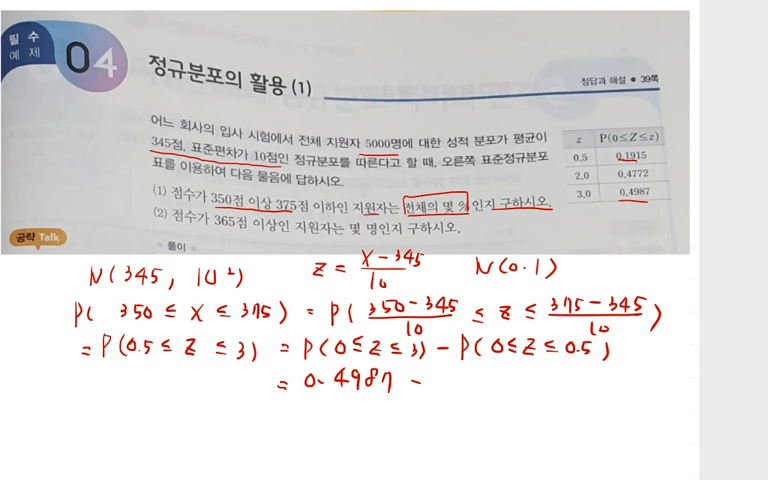 필수
예제
04
정규분포의 활용 (1)
정답과 해설 ● 39쪽
어느 회사의 입사 시험에서 전체 지원자 5000명에 대한 성적 분포가 평균이
345점, 표준편차가 10점인 정규분포를 따른다고 할 때, 오른쪽 표준정규분포
표를 이용하여 다음 물음에 답하시오.
(1) 점수가 350점 이상 375점 이하인 지원자는 전체의 몇 %인지 구하시오.
(2) 점수가 365점 이상인 지원자는 몇 명인지 구하시오.
z P(0≤Z≤z)
0.5 0.1915
2.0 0.4772
3.0 0.4987
공략 Talk
풀이
N(345, 10²) z = (x-345)/10 N(0.1)
P( 350 ≤ X ≤ 375) = P( (350-345)/10 ≤ z ≤ (375-345)/10 )
= P(0.5 ≤ Z ≤ 3) = P(0≤Z≤3) - P(0≤Z≤0.5)
= 0.4987 -